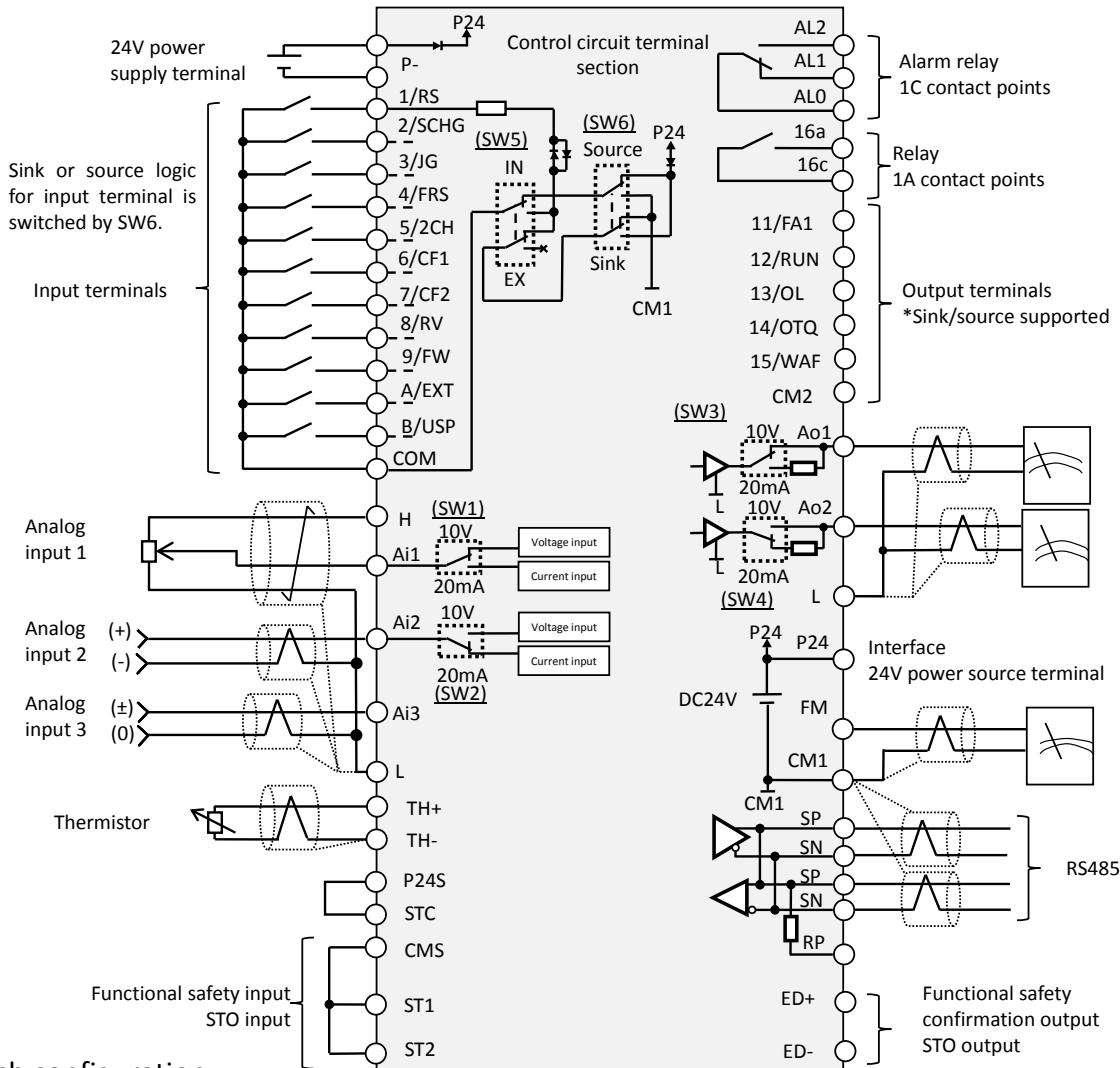 24V power
supply terminal
P24
P-
Control circuit terminal
section
AL2
AL1
AL0
Alarm relay
1C contact points
1/RS
2/SCHG
3/JG
4/FRS
5/2CH
6/CF1
7/CF2
8/RV
9/FW
A/EXT
B/USP
COM
Sink or source logic
for input terminal is
switched by SW6.
Input terminals
(SW5)
IN
EX
(SW6)
Source
Sink
P24
CM1
16a
16c
Relay
1A contact points
11/FA1
12/RUN
13/OL
14/OTQ
15/WAF
CM2
Output terminals
*Sink/source supported
Analog
input 1
H
Ai1
(SW1)
10V
20mA
Voltage input
Current input
Analog
input 2
(+)
(-)
Ai2
10V
20mA
(SW2)
Voltage input
Current input
Analog
input 3
(±)
(0)
Ai3
L
(SW3)
10V
Ao1
20mA
L
10V
Ao2
20mA
L
(SW4)
L
Thermistor
TH+
TH-
P24S
STC
CMS
ST1
ST2
Functional safety input
STO input
P24
P24
DC24V
Interface
24V power source terminal
FM
CM1
CM1
SP
SN
SP
SN
RP
RS485
ED+
ED-
Functional safety
confirmation output
STO output